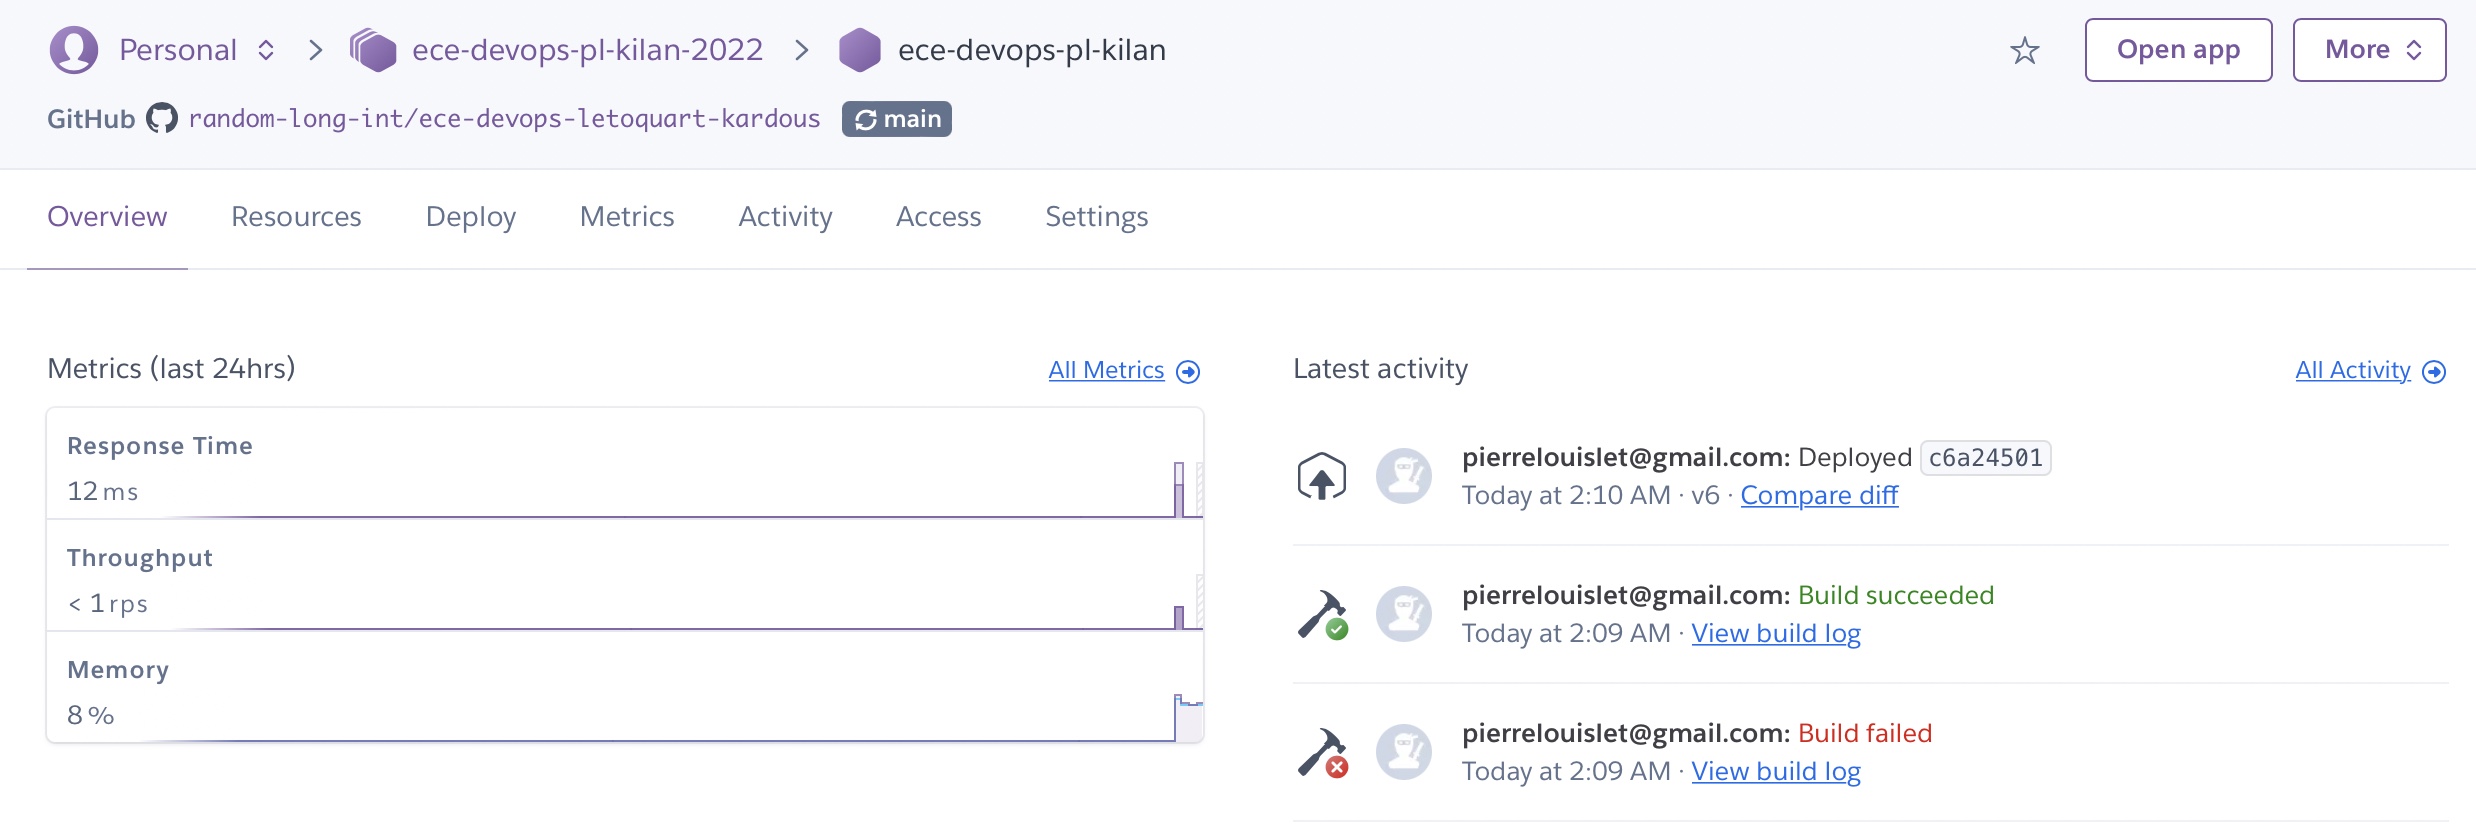 Personal ece-devops-pl-kilan-2022 ece-devops-pl-kilan
Open app
More
GitHub random-long-int/ece-devops-letoquart-kardous main
Overview Resources Deploy Metrics Activity Access Settings
Metrics (last 24hrs)
All Metrics
Response Time
12 ms
Throughput
< 1 rps
Memory
8 %
Latest activity
All Activity
pierrelouislet@gmail.com: Deployed c6a24501
Today at 2:10 AM · v6 · Compare diff
pierrelouislet@gmail.com: Build succeeded
Today at 2:09 AM · View build log
pierrelouislet@gmail.com: Build failed
Today at 2:09 AM · View build log